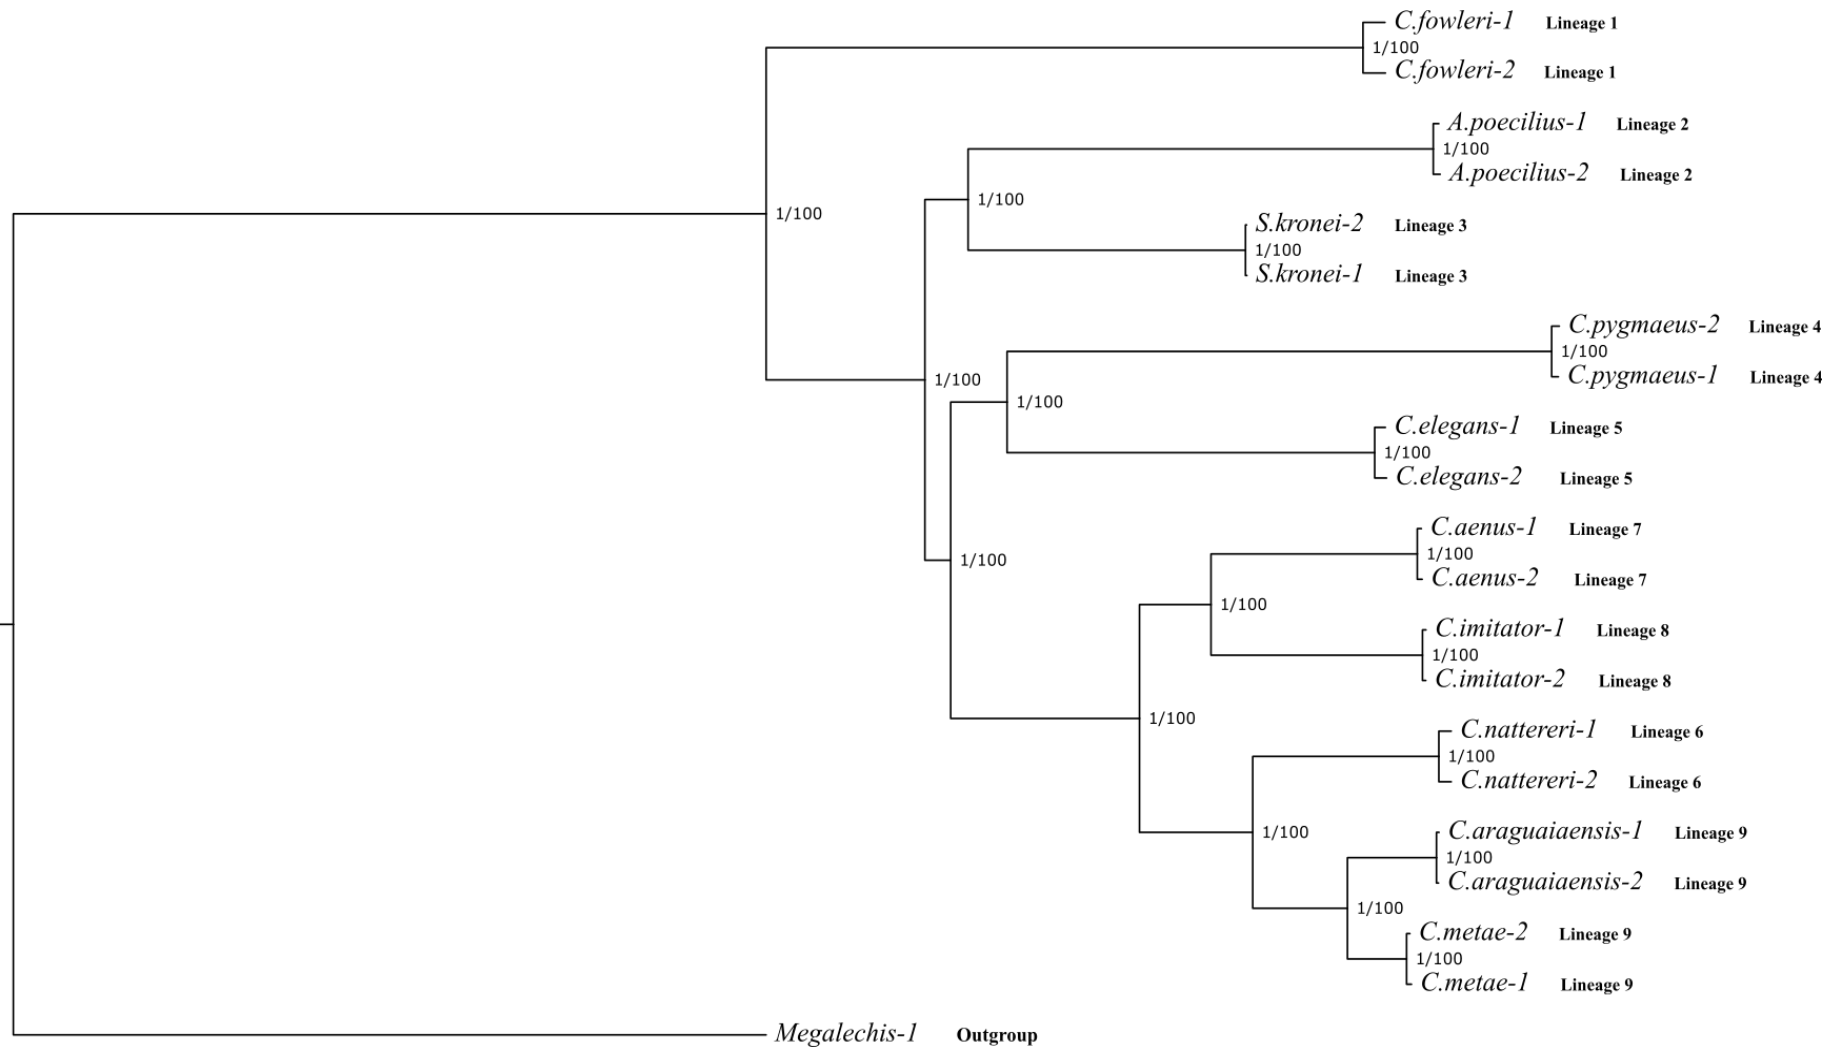 C.fowleri-1 Lineage 1
1/100
C.fowleri-2 Lineage 1
A.poecilius-1 Lineage 2
1/100
A.poecilius-2 Lineage 2
1/100
1/100
S.kronei-2 Lineage 3
1/100
S.kronei-1 Lineage 3
C.pygmaeus-2 Lineage 4
1/100
C.pygmaeus-1 Lineage 4
1/100
1/100
C.elegans-1 Lineage 5
1/100
C.elegans-2 Lineage 5
C.aenus-1 Lineage 7
1/100
1/100
C.aenus-2 Lineage 7
1/100
C.imitator-1 Lineage 8
1/100
C.imitator-2 Lineage 8
1/100
C.nattereri-1 Lineage 6
1/100
C.nattereri-2 Lineage 6
1/100
C.araguaiaensis-1 Lineage 9
1/100
C.araguaiaensis-2 Lineage 9
1/100
C.metae-2 Lineage 9
1/100
C.metae-1 Lineage 9
Megalechis-1 Outgroup